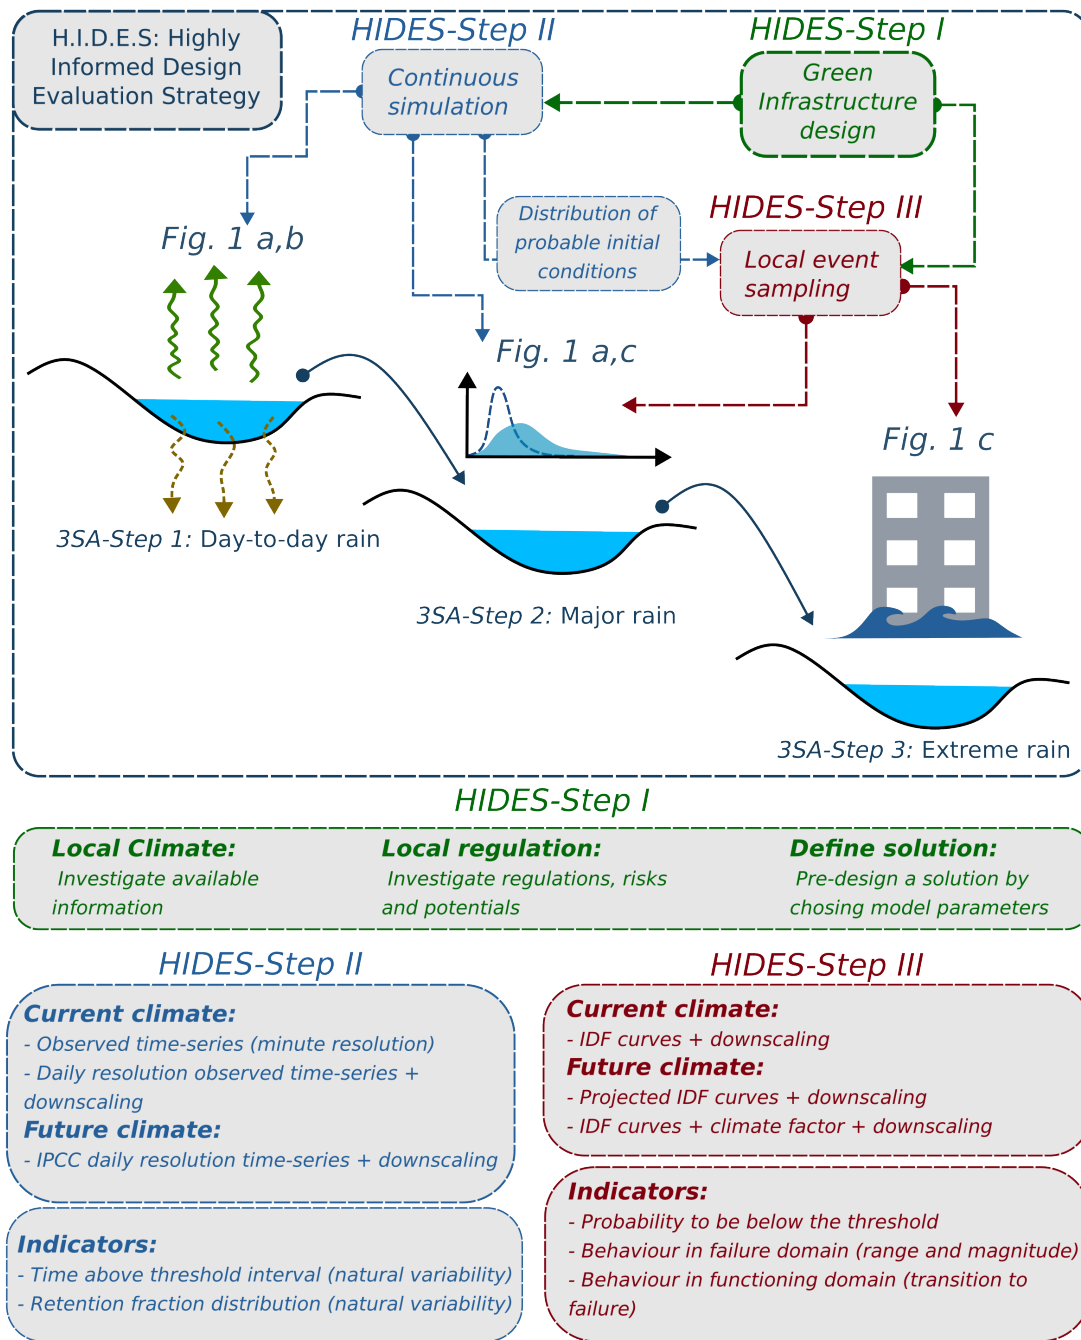 H.I.D.E.S: Highly
Informed Design
Evaluation Strategy
HIDES-Step II
Continuous
simulation
HIDES-Step I
Green
Infrastructure
design
Distribution of
probable initial
conditions
HIDES-Step III
Local event
sampling
Fig. 1 a,b
Fig. 1 a,c
Fig. 1 c
3SA-Step 1: Day-to-day rain
3SA-Step 2: Major rain
3SA-Step 3: Extreme rain
HIDES-Step I
Local Climate:
Investigate available
information
Local regulation:
Investigate regulations, risks
and potentials
Define solution:
Pre-design a solution by
chosing model parameters
HIDES-Step II
Current climate:
- Observed time-series (minute resolution)
- Daily resolution observed time-series +
downscaling
Future climate:
- IPCC daily resolution time-series + downscaling
Indicators:
- Time above threshold interval (natural variability)
- Retention fraction distribution (natural variability)
HIDES-Step III
Current climate:
- IDF curves + downscaling
Future climate:
- Projected IDF curves + downscaling
- IDF curves + climate factor + downscaling
Indicators:
- Probability to be below the threshold
- Behaviour in failure domain (range and magnitude)
- Behaviour in functioning domain (transition to
failure)